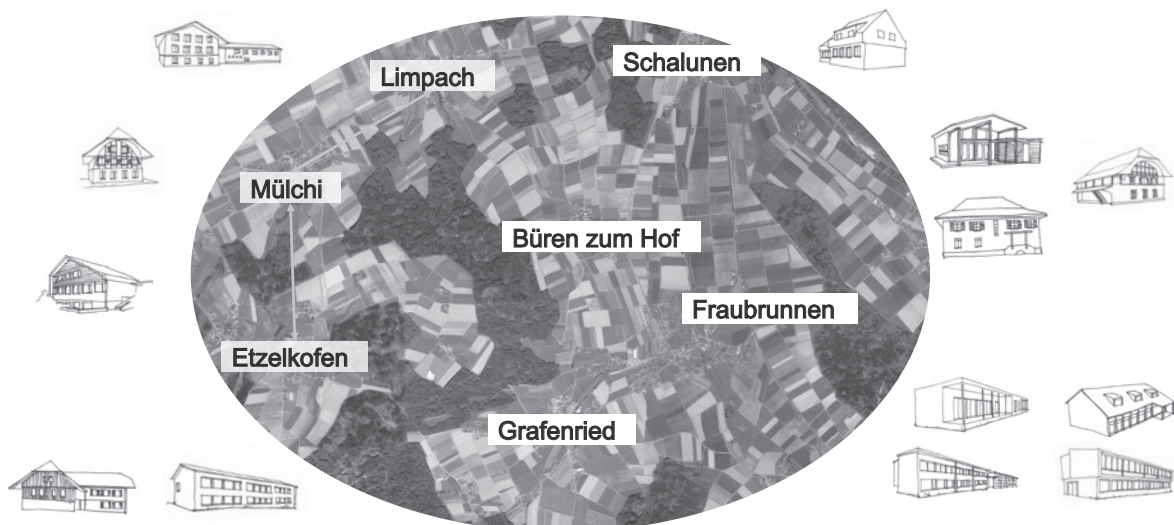 Schalunen
Limpach
Mülchi
Büren zum Hof
Fraubrunnen
Etzelkofen
Grafenried